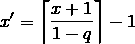 x′ = ⌈(x + 1)/(1 − q)⌉ − 1